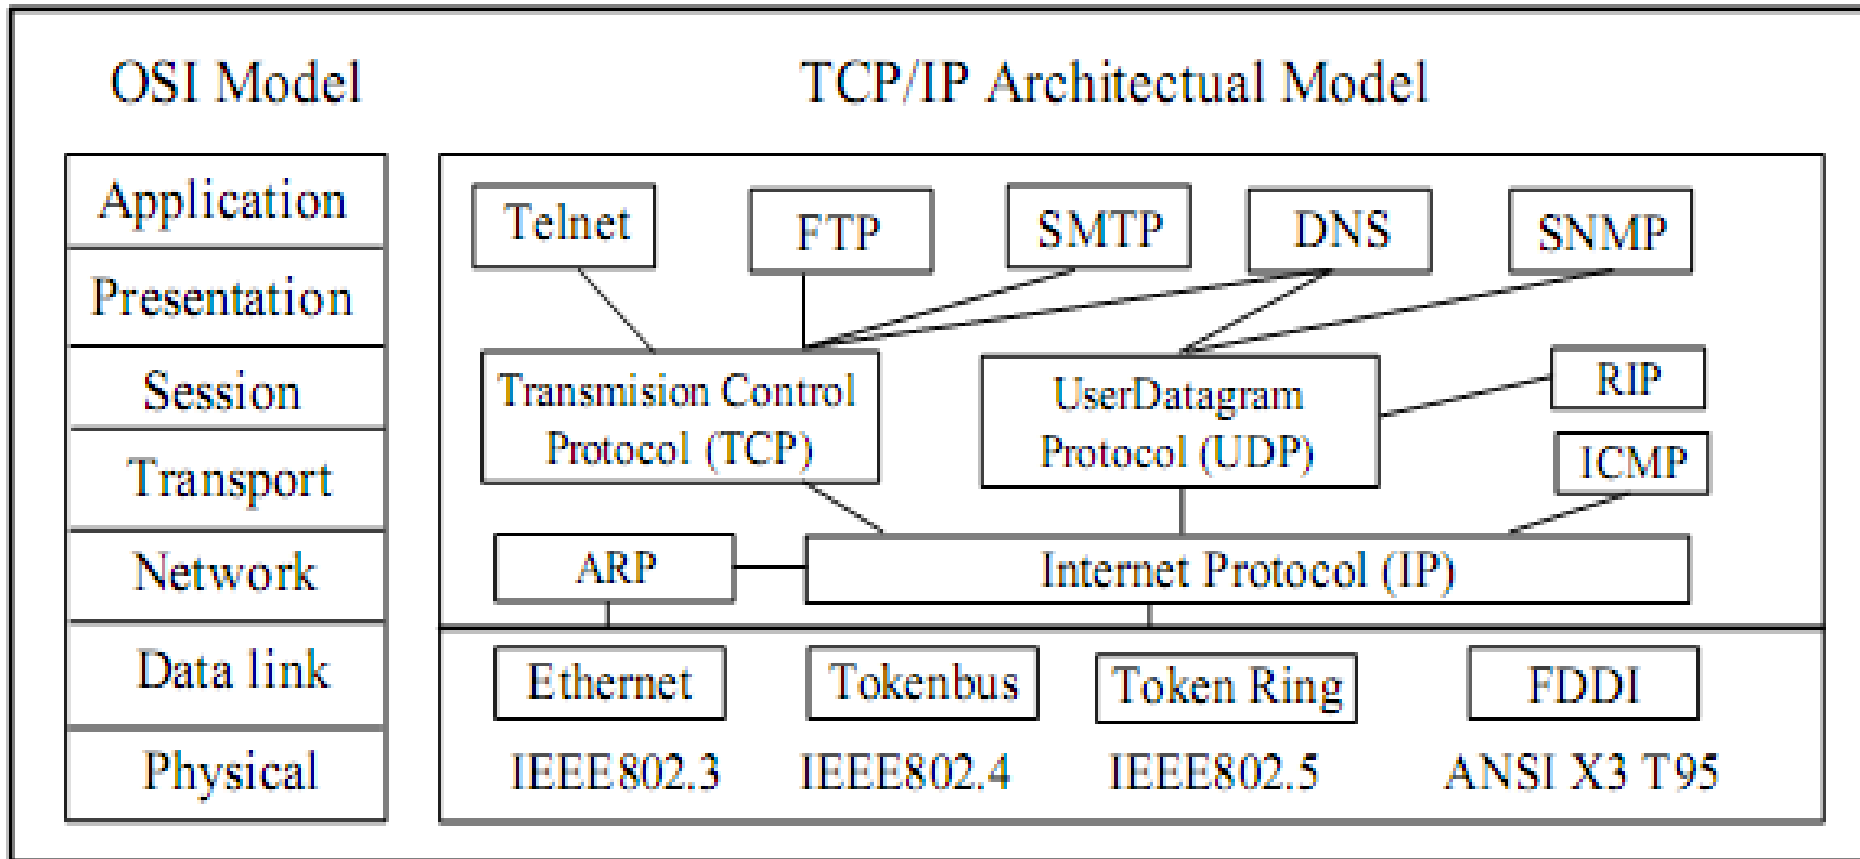 OSI Model
TCP/IP Architectual Model
Application
Presentation
Session
Transport
Network
Data link
Physical
Telnet
FTP
SMTP
DNS
SNMP
Transmision Control
Protocol (TCP)
UserDatagram
Protocol (UDP)
RIP
ICMP
ARP
Internet Protocol (IP)
Ethernet
Tokenbus
Token Ring
FDDI
IEEE802.3
IEEE802.4
IEEE802.5
ANSI X3 T95